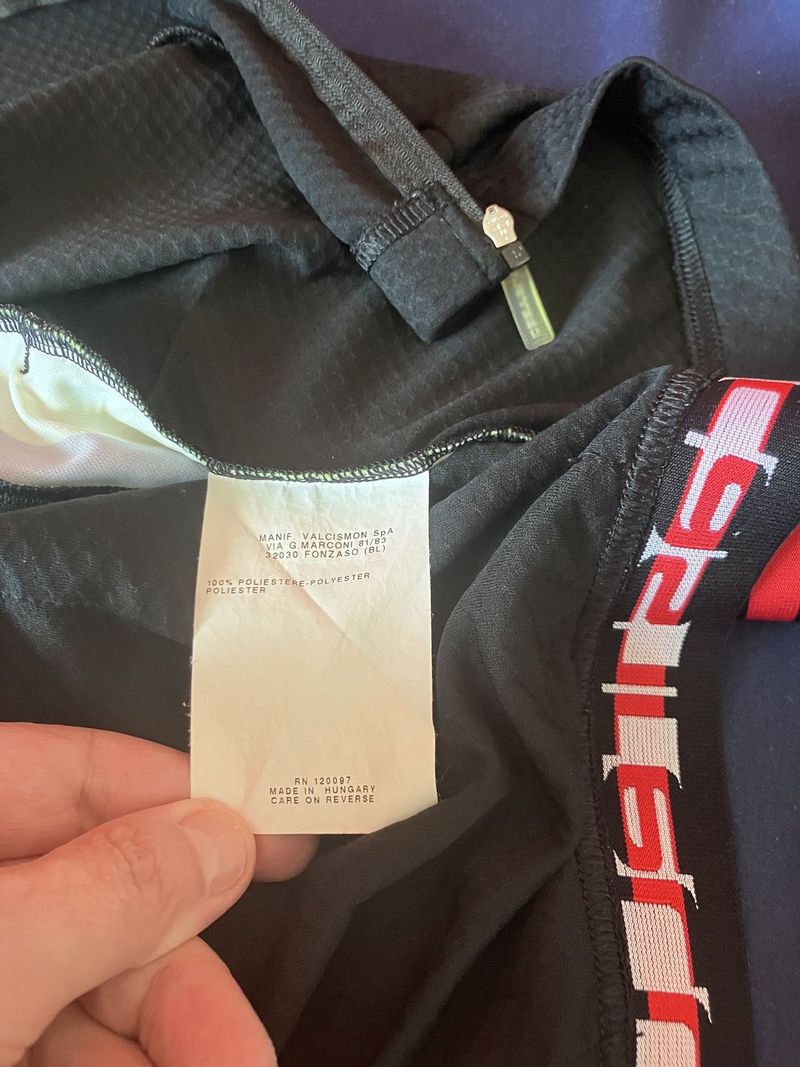 MANIF. VALCISMON SpA
VIA G.MARCONI 81/83
32030 FONZASO (BL)
100% POLIESTERE-POLYESTER
POLIESTER
RN 120097
MADE IN HUNGARY
CARE ON REVERSE